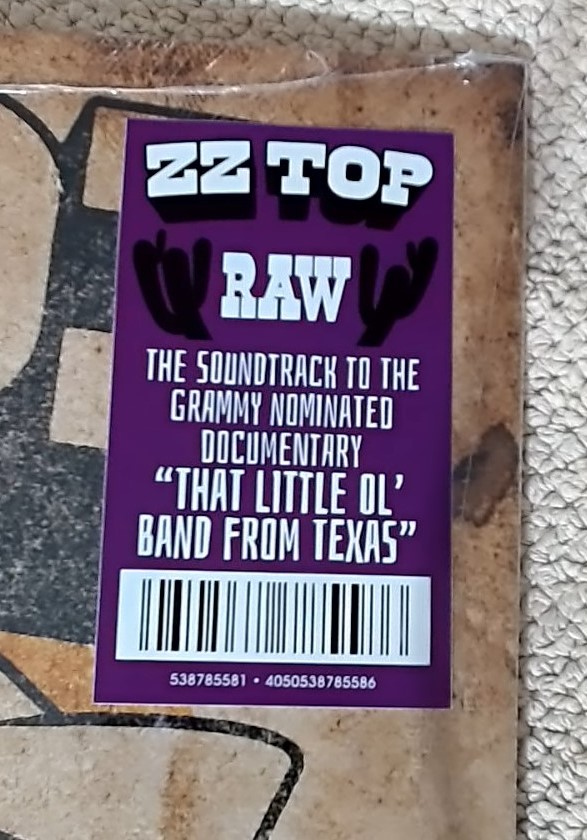 ZZ TOP
RAW
THE SOUNDTRACK TO THE
GRAMMY NOMINATED
DOCUMENTARY
“THAT LITTLE OL’
BAND FROM TEXAS”
538785581 • 4050538785586